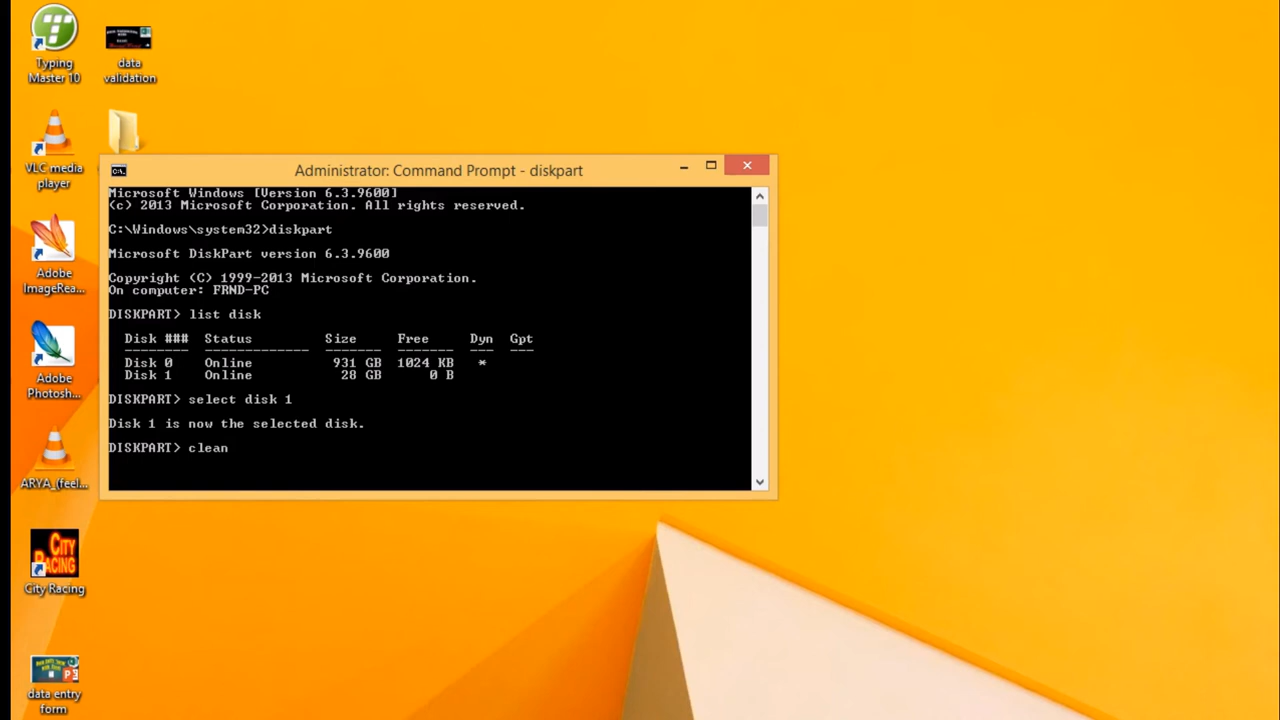 Typing
Master 10
data
validation
VLC media
player
Adobe
ImageRea...
Adobe
Photosh...
ARYA_(feel...
CITY
RACING
City Racing
data entry
form
Administrator: Command Prompt - diskpart
Microsoft Windows [Version 6.3.9600]
(c) 2013 Microsoft Corporation. All rights reserved.
C:\Windows\system32>diskpart
Microsoft DiskPart version 6.3.9600
Copyright (C) 1999-2013 Microsoft Corporation.
On computer: FRND-PC
DISKPART> list disk
Disk ### Status Size Free Dyn Gpt
-------- ------------- ------- ------- --- ---
Disk 0 Online 931 GB 1024 KB *
Disk 1 Online 28 GB 0 B
DISKPART> select disk 1
Disk 1 is now the selected disk.
DISKPART> clean